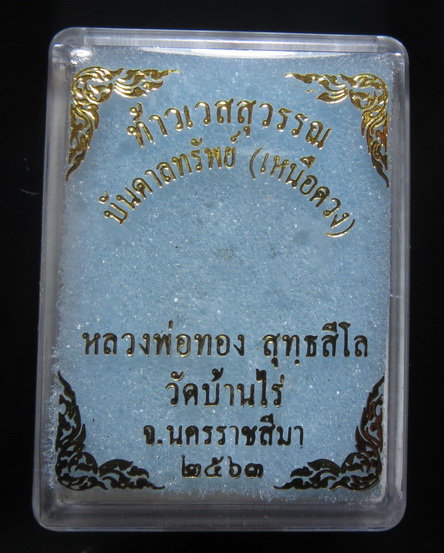 ท้าวเวสสุวรรณ
บันดาลทรัพย์ (เหนือดวง)
หลวงพ่อทอง สุทฺธสีโล
วัดบ้านไร่
จ.นครราชสีมา
๒๕๖๓